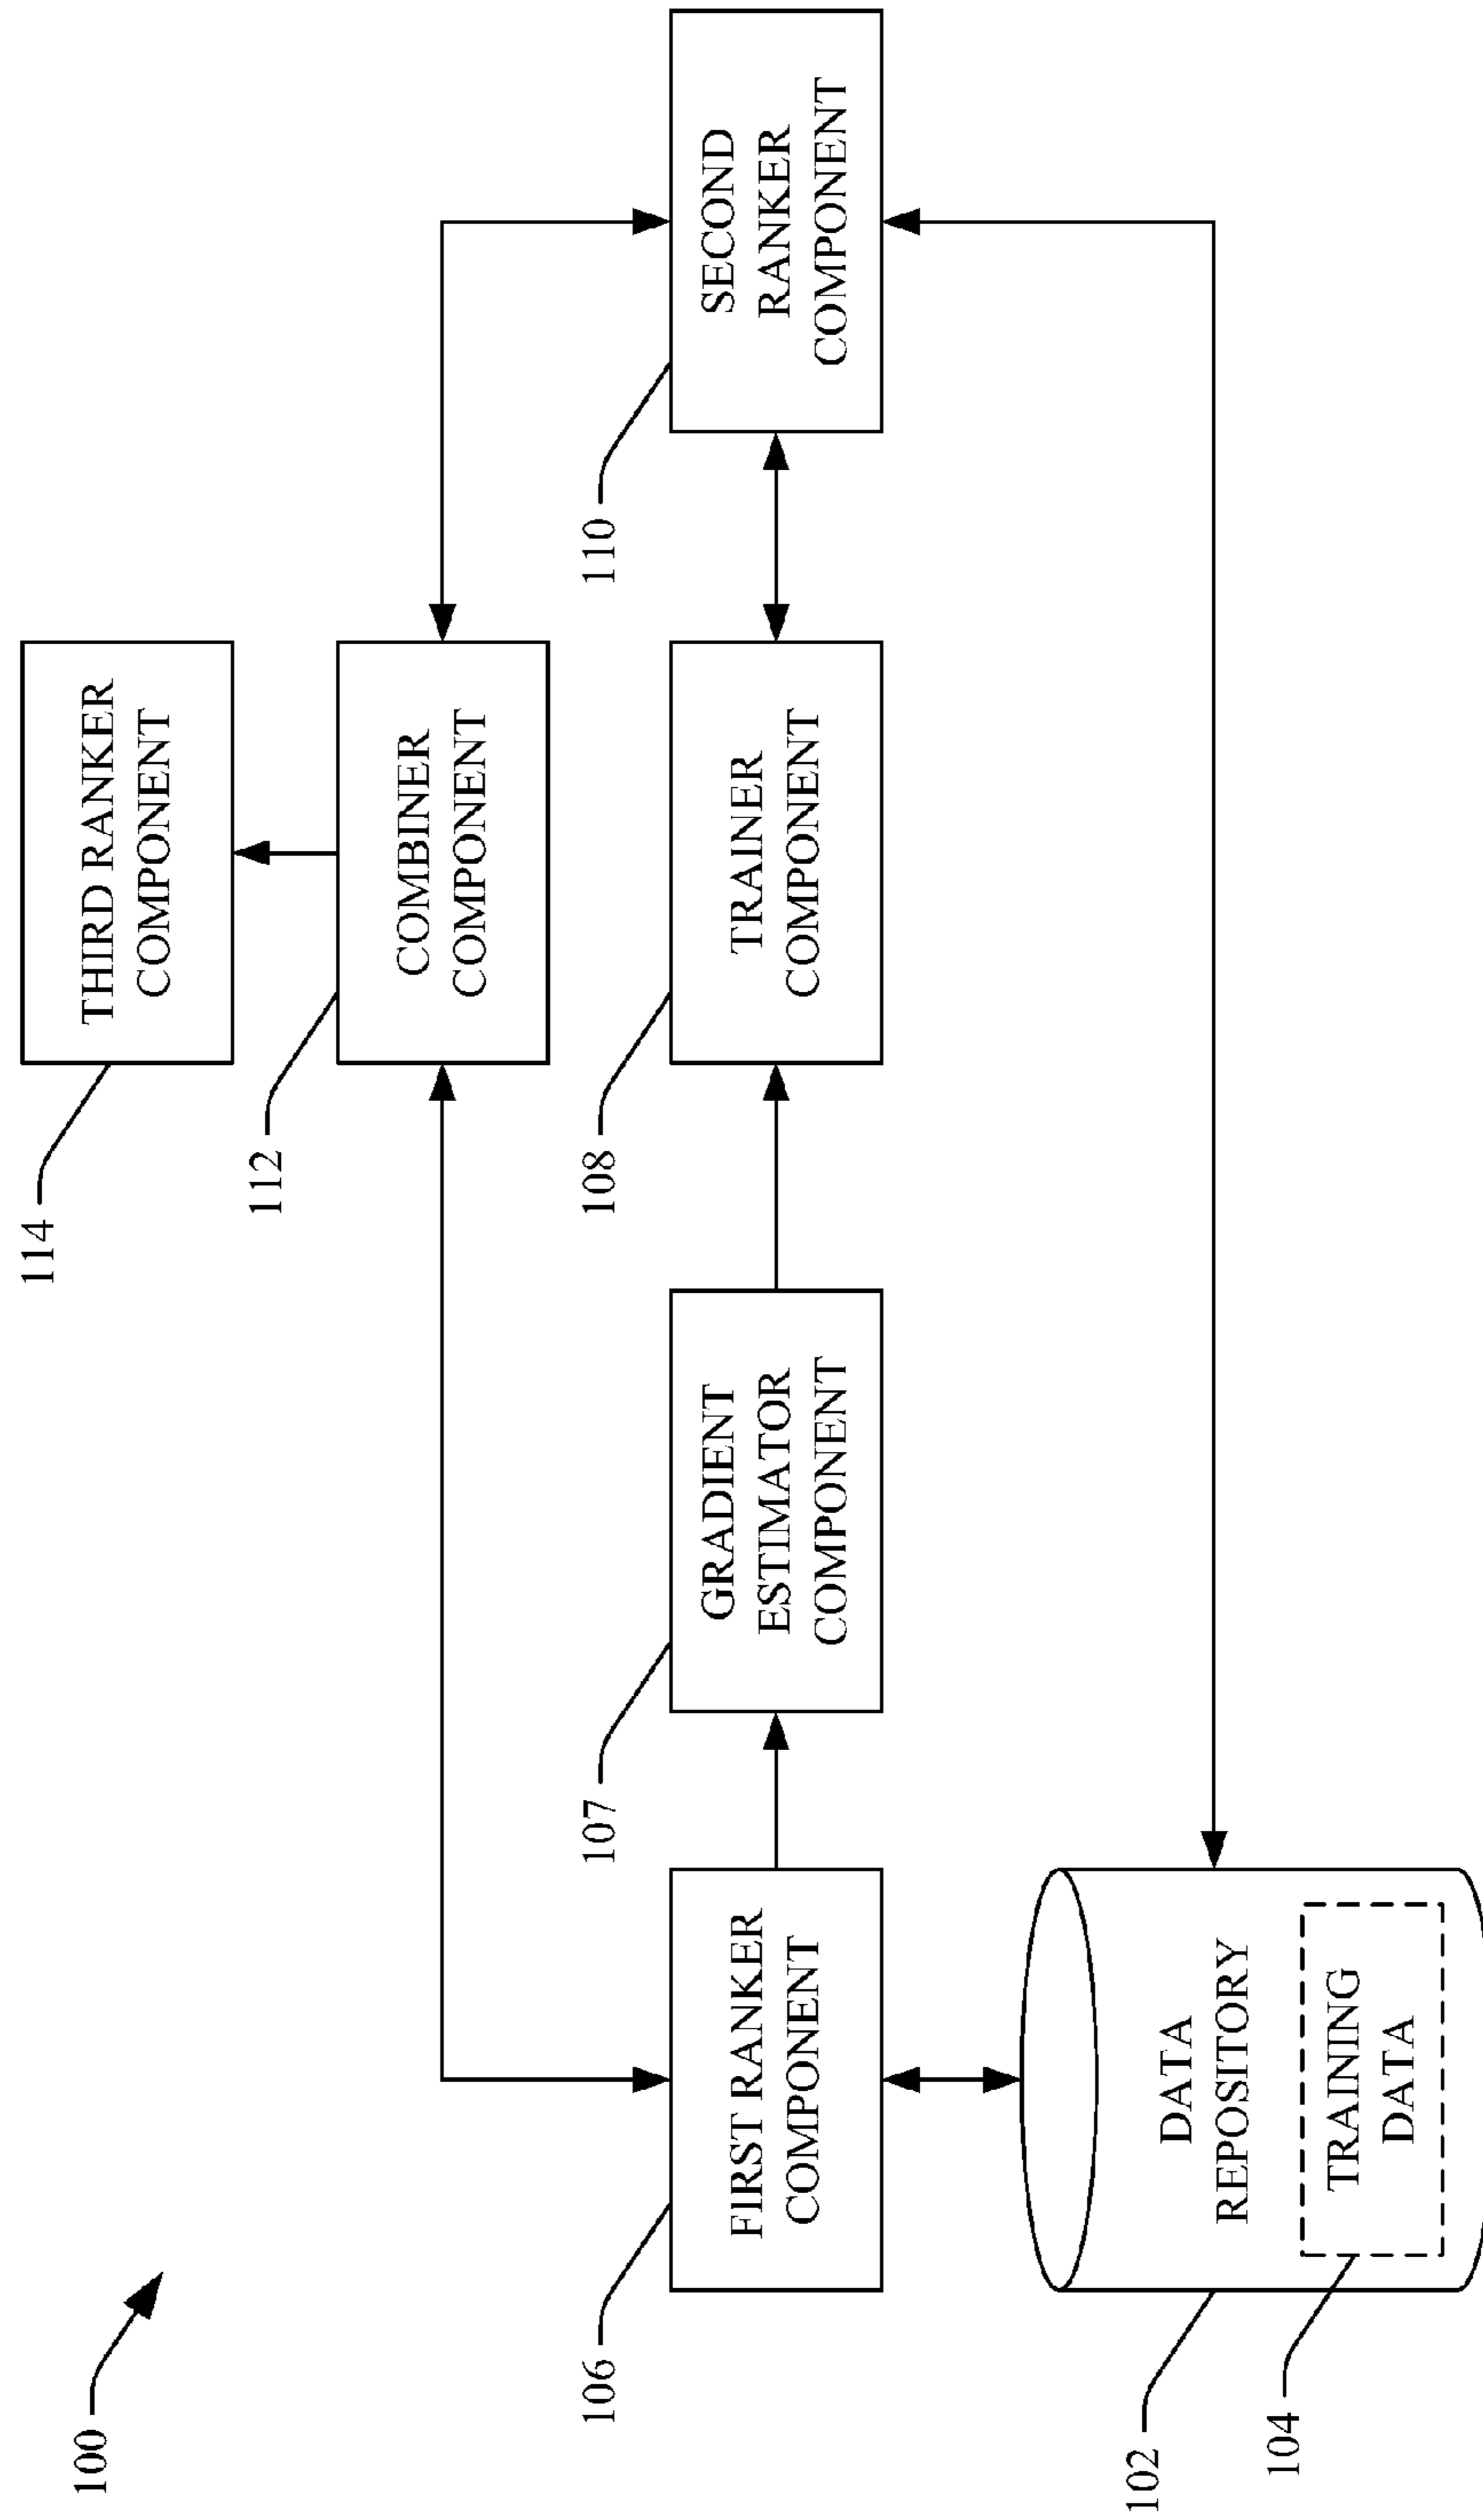 100
114
THIRD RANKER
COMPONENT
112
COMBINER
COMPONENT
106
FIRST RANKER
COMPONENT
107
GRADIENT
ESTIMATOR
COMPONENT
108
TRAINER
COMPONENT
110
SECOND
RANKER
COMPONENT
102
DATA
REPOSITORY
104
TRAINING
DATA